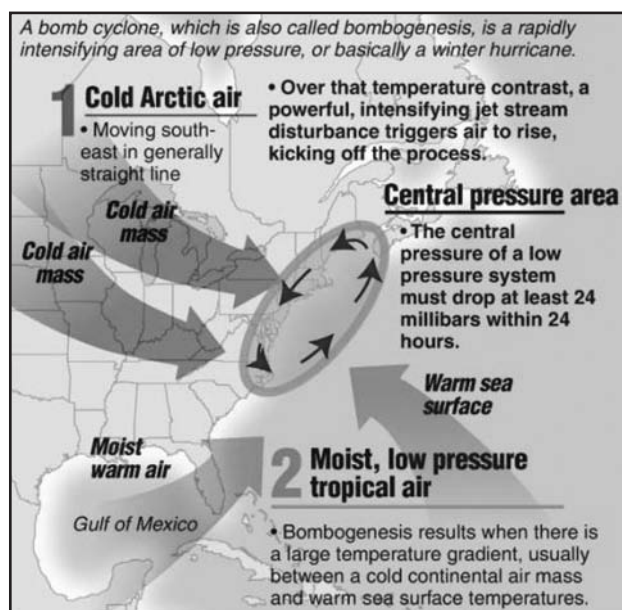 A bomb cyclone, which is also called bombogenesis, is a rapidly
intensifying area of low pressure, or basically a winter hurricane.
1 Cold Arctic air
• Moving south-
east in generally
straight line
• Over that temperature contrast, a
powerful, intensifying jet stream
disturbance triggers air to rise,
kicking off the process.
Cold air
mass
Cold air
mass
Central pressure area
• The central
pressure of a low
pressure system
must drop at least 24
millibars within 24
hours.
Warm sea
surface
Moist
warm air
Gulf of Mexico
2 Moist, low pressure
tropical air
• Bombogenesis results when there is
a large temperature gradient, usually
between a cold continental air mass
and warm sea surface temperatures.